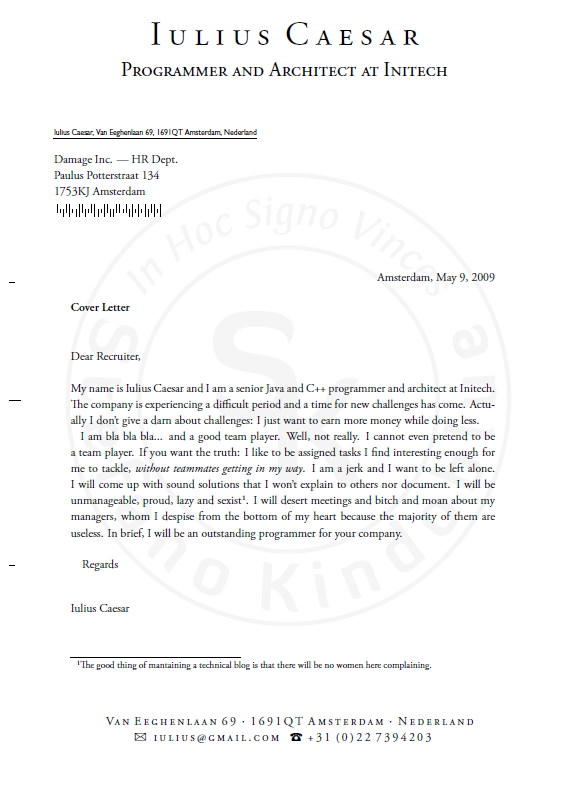 Iulius Caesar
Programmer and Architect at Initech
Iulius Caesar, Van Eeghenlaan 69, 1691QT Amsterdam, Nederland
Damage Inc. — HR Dept.
Paulus Potterstraat 134
1753KJ Amsterdam
In Hoc Signo Vinces
Amsterdam, May 9, 2009
Cover Letter
Dear Recruiter,
My name is Iulius Caesar and I am a senior Java and C++ programmer and architect at Initech.
The company is experiencing a difficult period and a time for new challenges has come. Actu-
ally I don't give a darn about challenges: I just want to earn more money while doing less.
I am bla bla bla... and a good team player. Well, not really. I cannot even pretend to be
a team player. If you want the truth: I like to be assigned tasks I find interesting enough for
me to tackle, without teammates getting in my way. I am a jerk and I want to be left alone.
I will come up with sound solutions that I won't explain to others nor document. I will be
unmanageable, proud, lazy and sexist¹. I will desert meetings and bitch and moan about my
managers, whom I despise from the bottom of my heart because the majority of them are
useless. In brief, I will be an outstanding programmer for your company.
Regards
Iulius Caesar
¹The good thing of mantaining a technical blog is that there will be no women here complaining.
Van Eeghenlaan 69 · 1691QT Amsterdam · Nederland
✉ iulius@gmail.com ☎ +31 (0)22 7394203